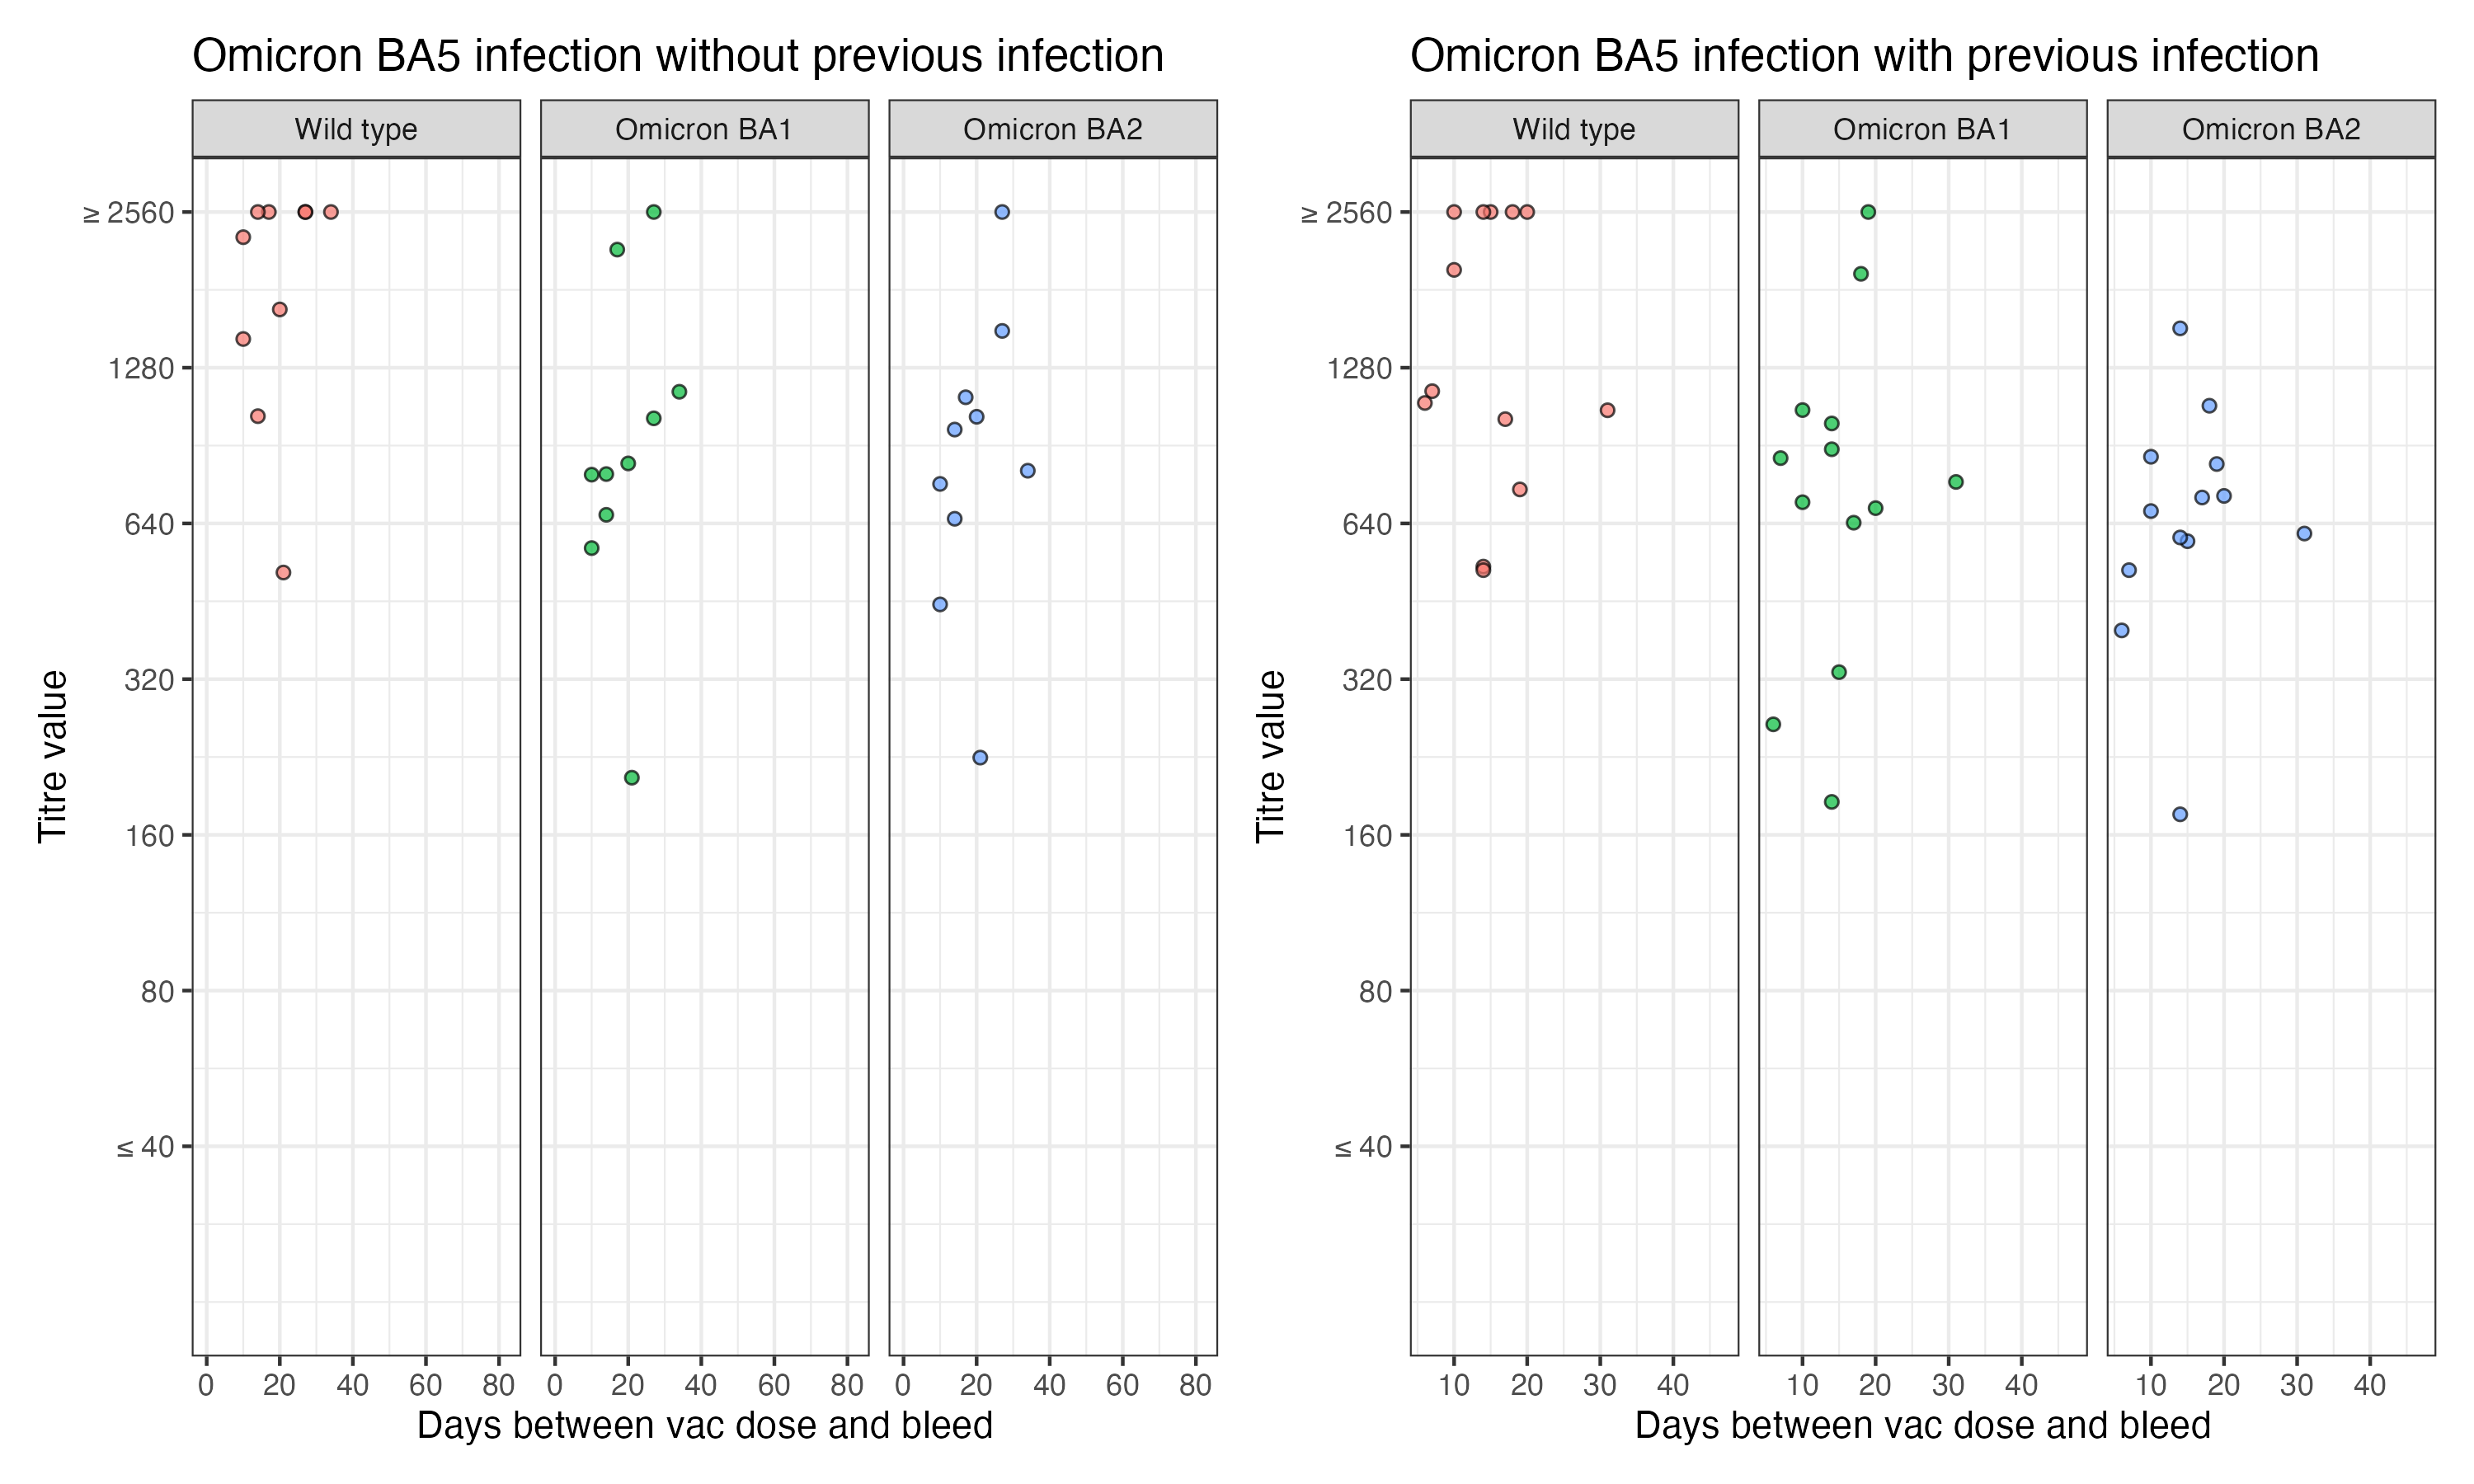 Omicron BA5 infection without previous infection
Wild type
Omicron BA1
Omicron BA2
Titre value
≥ 2560
1280
640
320
160
80
≤ 40
0 20 40 60 80
0 20 40 60 80
0 20 40 60 80
Days between vac dose and bleed
Omicron BA5 infection with previous infection
Wild type
Omicron BA1
Omicron BA2
Titre value
≥ 2560
1280
640
320
160
80
≤ 40
10 20 30 40
10 20 30 40
10 20 30 40
Days between vac dose and bleed